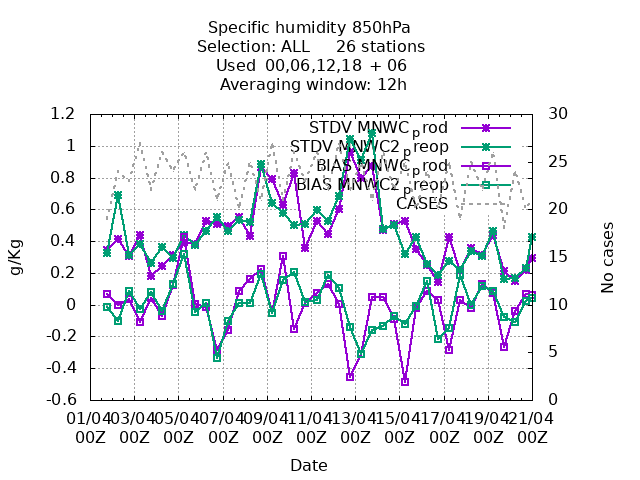 Specific humidity 850hPa
Selection: ALL 26 stations
Used 00,06,12,18 + 06
Averaging window: 12h
STDV MNWC_prod
STDV MNWC2_preop
BIAS MNWC_prod
BIAS MNWC2_preop
CASES
1.2
1
0.8
0.6
0.4
0.2
0
-0.2
-0.4
-0.6
g/Kg
30
25
20
15
10
5
0
No cases
01/04 03/04 05/04 07/04 09/04 11/04 13/04 15/04 17/04 19/04 21/04
00Z 00Z 00Z 00Z 00Z 00Z 00Z 00Z 00Z 00Z 00Z
Date